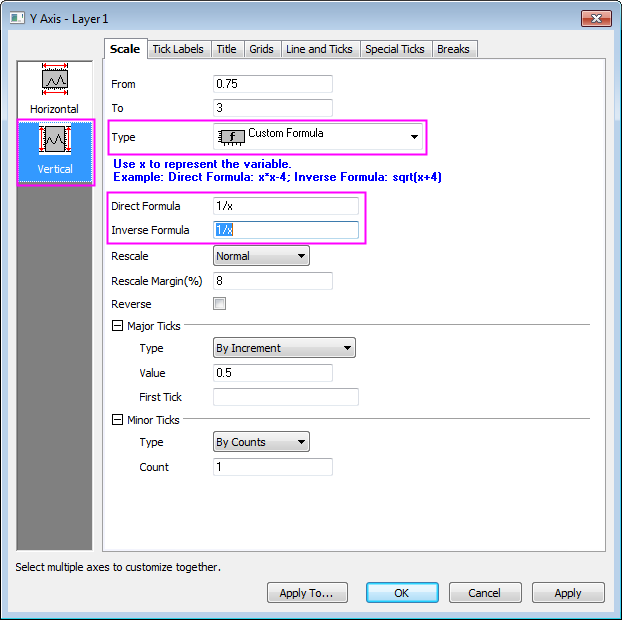 Y Axis - Layer1
Scale Tick Labels Title Grids Line and Ticks Special Ticks Breaks
Horizontal
Vertical
From 0.75
To 3
Type f Custom Formula
Use x to represent the variable.
Example: Direct Formula: x*x-4; Inverse Formula: sqrt(x+4)
Direct Formula 1/x
Inverse Formula 1/x
Rescale Normal
Rescale Margin(%) 8
Reverse
Major Ticks
Type By Increment
Value 0.5
First Tick
Minor Ticks
Type By Counts
Count 1
Select multiple axes to customize together.
Apply To... OK Cancel Apply